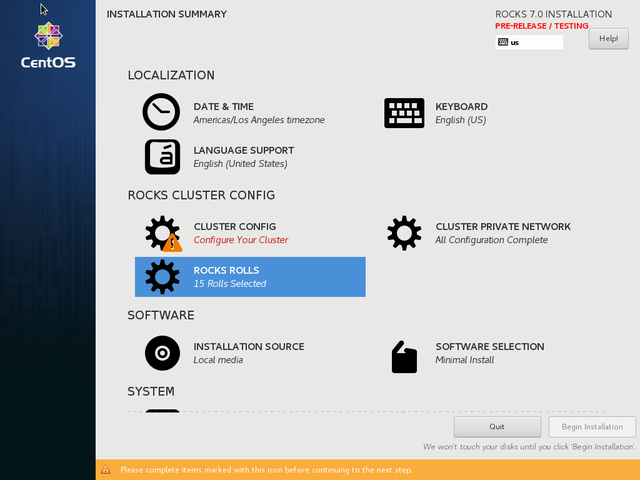 CentOS
INSTALLATION SUMMARY
ROCKS 7.0 INSTALLATION
PRE-RELEASE / TESTING
us
Help!
LOCALIZATION
DATE & TIME
Americas/Los Angeles timezone
KEYBOARD
English (US)
á
LANGUAGE SUPPORT
English (United States)
ROCKS CLUSTER CONFIG
CLUSTER CONFIG
Configure Your Cluster
CLUSTER PRIVATE NETWORK
All Configuration Complete
ROCKS ROLLS
15 Rolls Selected
SOFTWARE
INSTALLATION SOURCE
Local media
SOFTWARE SELECTION
Minimal Install
SYSTEM
Quit
Begin Installation
We won't touch your disks until you click 'Begin Installation'.
Please complete items marked with this icon before continuing to the next step.